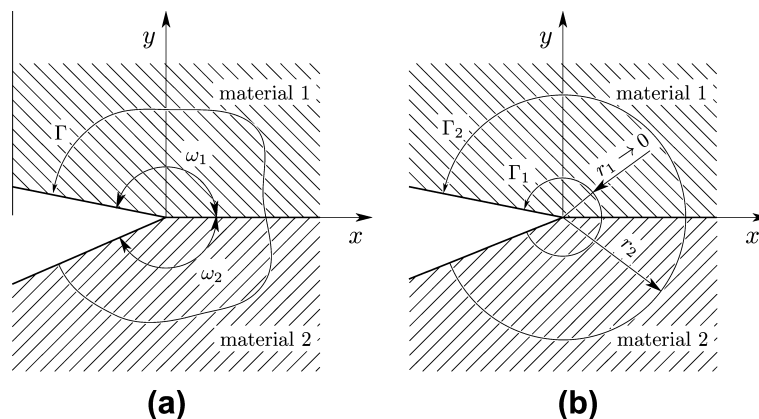 y
material 1
Γ
ω₁
x
ω₂
material 2
(a)
y
material 1
Γ₂
r₁ → 0
Γ₁
x
r₂
material 2
(b)